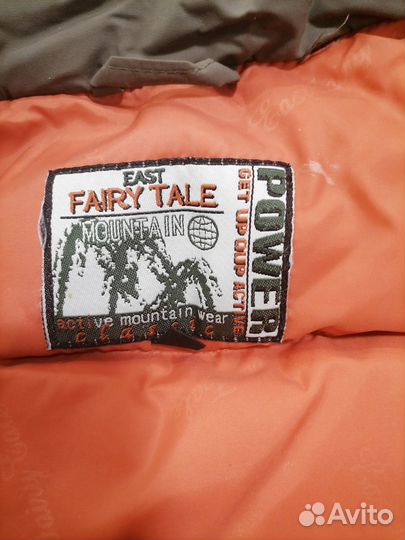 EAST
FAIRY TALE
MOUNTAIN
active mountain wear
classic
POWER
GET UP OUP ACTIVE
Avito